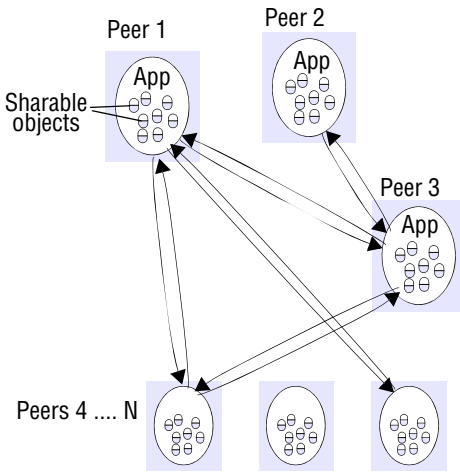 Peer 1
Peer 2
App
App
Sharable
objects
Peer 3
App
Peers 4 .... N